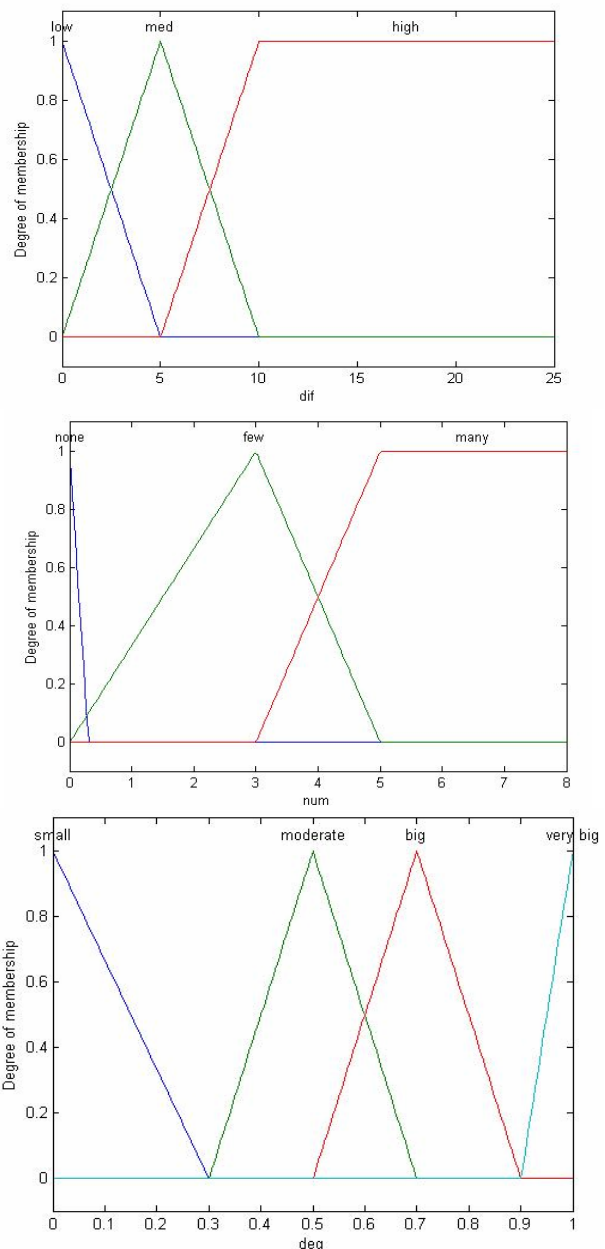 low med high
1
0.8
0.6
0.4
0.2
0
Degree of membership
0 5 10 15 20 25
dif
none few many
1
0.8
0.6
0.4
0.2
0
Degree of membership
0 1 2 3 4 5 6 7 8
num
small moderate big very big
1
0.8
0.6
0.4
0.2
0
Degree of membership
0 0.1 0.2 0.3 0.4 0.5 0.6 0.7 0.8 0.9 1
deg